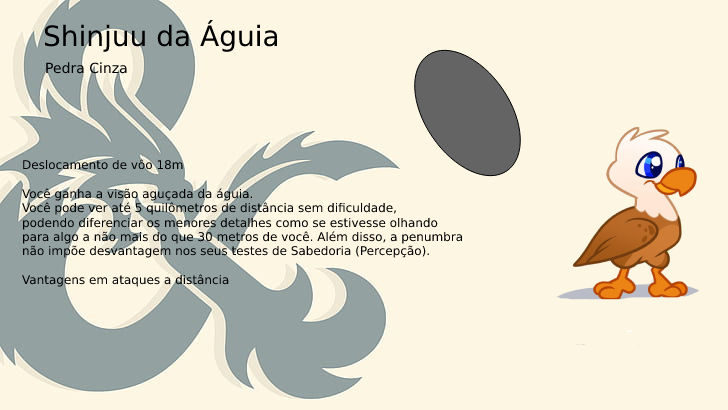 Shinjuu da Águia
Pedra Cinza
Deslocamento de vôo 18m
Você ganha a visão aguçada da águia.
Você pode ver até 5 quilômetros de distância sem dificuldade,
podendo diferenciar os menores detalhes como se estivesse olhando
para algo a não mais do que 30 metros de você. Além disso, a penumbra
não impõe desvantagem nos seus testes de Sabedoria (Percepção).
Vantagens em ataques a distância